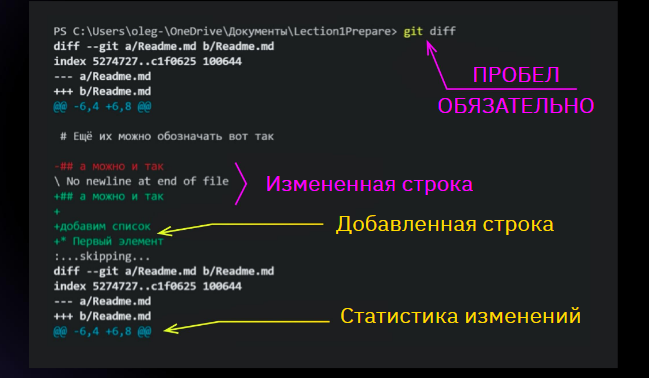 PS C:\Users\oleg-\OneDrive\Документы\Lection1Prepare> git diff
diff --git a/Readme.md b/Readme.md
index 5274727..c1f0625 100644
--- a/Readme.md
+++ b/Readme.md
@@ -6,4 +6,8 @@
ПРОБЕЛ
ОБЯЗАТЕЛЬНО
# Ещё их можно обозначать вот так
-## а можно и так
\ No newline at end of file
+## а можно и так
Измененная строка
+
+добавим список
+* Первый элемент
Добавленная строка
:...skipping...
diff --git a/Readme.md b/Readme.md
index 5274727..c1f0625 100644
--- a/Readme.md
+++ b/Readme.md
@@ -6,4 +6,8 @@
Статистика изменений